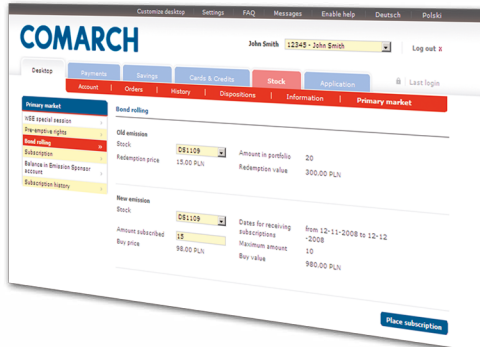 Customize desktop Settings FAQ Messages Enable help Deutsch Polski
COMARCH
John Smith 12345 - John Smith Log out X
Desktop Payments Savings Cards & Credits Stock Application Last login
Account | Orders | History | Dispositions | Information | Primary market
Primary market
WSE special session
Pre-emptive rights
Bond rolling »
Subscription
Balance in Emission Sponsor
account
Subscription history
Bond rolling
Old emission
Stock DS1109 Amount in portfolio 20
Redemption price 15.00 PLN Redemption value 300.00 PLN
New emission
Stock DS1109 Dates for receiving
subscriptions from 12-11-2008 to 12-12
-2008
Amount subscribed 15 Maximum amount 10
Buy price 98.00 PLN Buy value 980.00 PLN
Place subscription